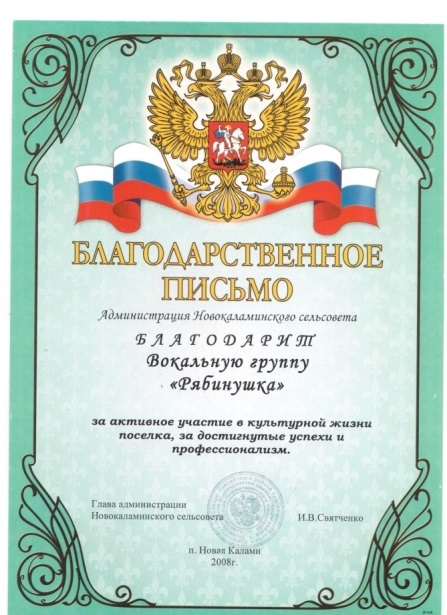 БЛАГОДАРСТВЕННОЕ
ПИСЬМО
Администрация Новокаламинского сельсовета
БЛАГОДАРИТ
Вокальную группу
«Рябинушка»
за активное участие в культурной жизни
поселка, за достигнутые успехи и
профессионализм.
Глава администрации
Новокаламинского сельсовета И.В.Святченко
п. Новая Калами
2008г.